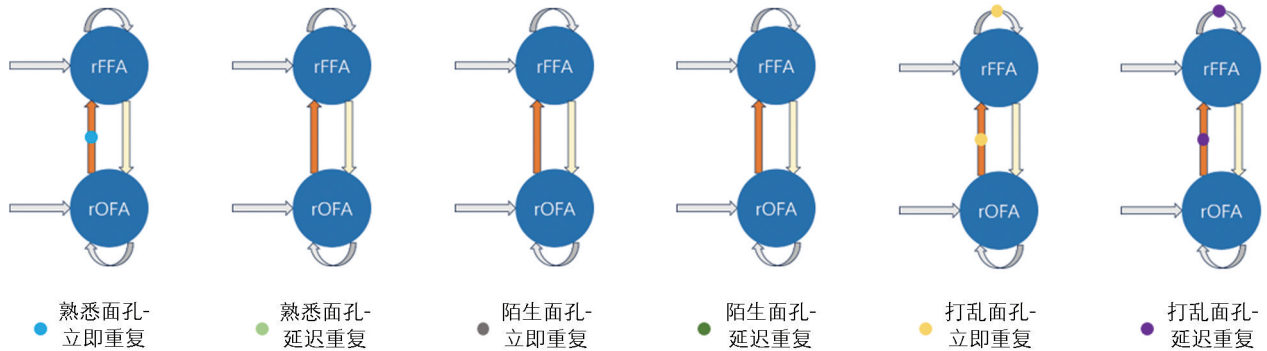 rFFA rFFA rFFA rFFA rFFA rFFA
rOFA rOFA rOFA rOFA rOFA rOFA
熟悉面孔-
立即重复
熟悉面孔-
延迟重复
陌生面孔-
立即重复
陌生面孔-
延迟重复
打乱面孔-
立即重复
打乱面孔-
延迟重复